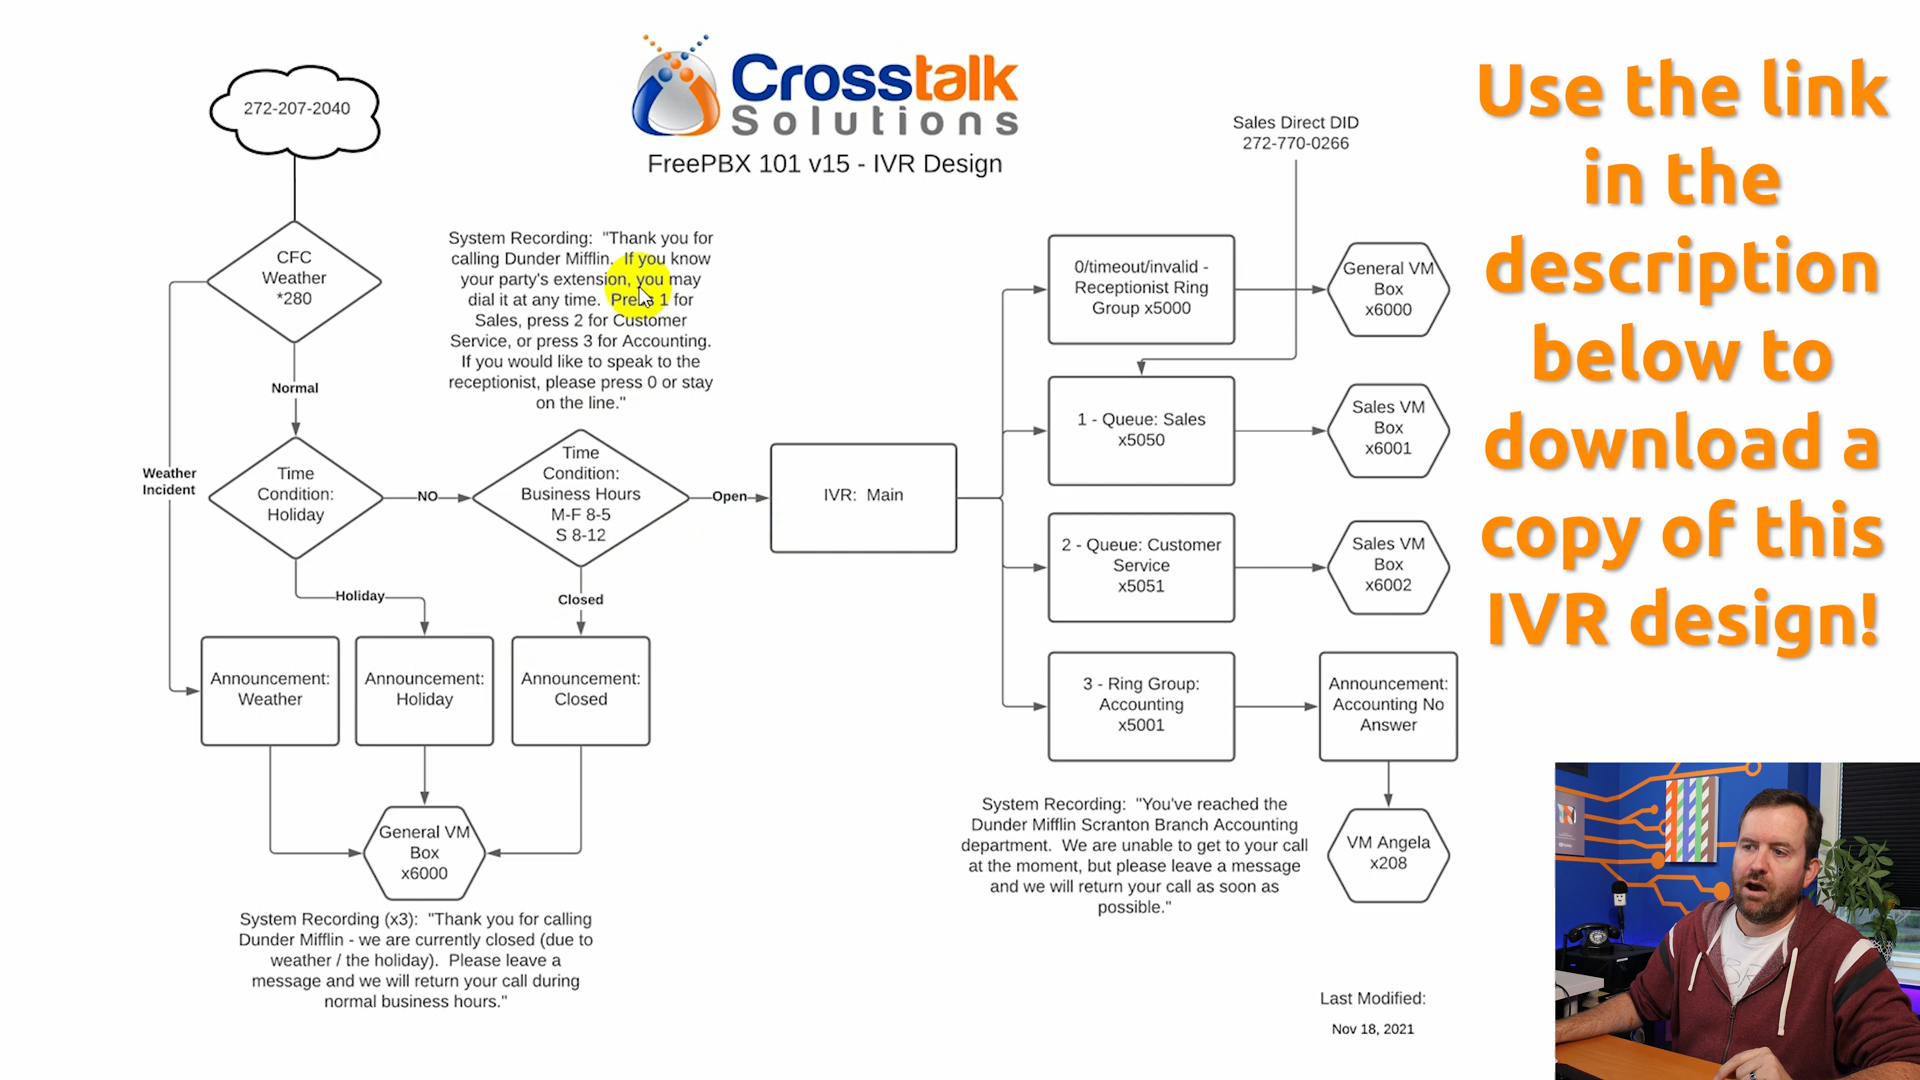 Crosstalk
Solutions
FreePBX 101 v15 - IVR Design
272-207-2040
CFC
Weather
*280
Normal
Weather
Incident
Time
Condition:
Holiday
NO
Holiday
System Recording: "Thank you for
calling Dunder Mifflin. If you know
your party's extension, you may
dial it at any time. Press 1 for
Sales, press 2 for Customer
Service, or press 3 for Accounting.
If you would like to speak to the
receptionist, please press 0 or stay
on the line."
Time
Condition:
Business Hours
M-F 8-5
S 8-12
Open
Closed
Announcement:
Weather
Announcement:
Holiday
Announcement:
Closed
General VM
Box
x6000
System Recording (x3): "Thank you for calling
Dunder Mifflin - we are currently closed (due to
weather / the holiday). Please leave a
message and we will return your call during
normal business hours."
IVR: Main
Sales Direct DID
272-770-0266
0/timeout/invalid -
Receptionist Ring
Group x5000
General VM
Box
x6000
1 - Queue: Sales
x5050
Sales VM
Box
x6001
2 - Queue: Customer
Service
x5051
Sales VM
Box
x6002
3 - Ring Group:
Accounting
x5001
Announcement:
Accounting No
Answer
VM Angela
x208
System Recording: "You've reached the
Dunder Mifflin Scranton Branch Accounting
department. We are unable to get to your call
at the moment, but please leave a message
and we will return your call as soon as
possible."
Last Modified:
Nov 18, 2021
Use the link
in the
description
below to
download a
copy of this
IVR design!